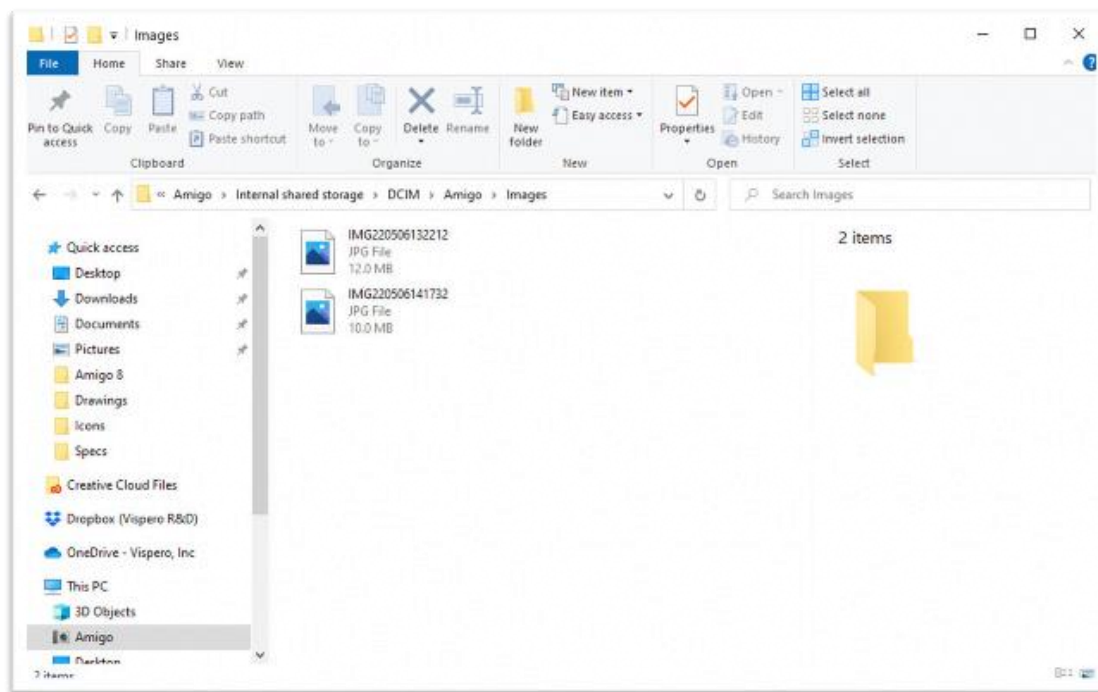 Images
File Home Share View
Pin to Quick access
Copy
Paste
Cut
Copy path
Paste shortcut
Clipboard
Move to
Copy to
Delete
Rename
Organize
New folder
New item
Easy access
New
Properties
Open
Edit
History
Open
Select all
Select none
Invert selection
Select
« Amigo › Internal shared storage › DCIM › Amigo › Images
Search Images
Quick access
Desktop
Downloads
Documents
Pictures
Amigo 8
Drawings
Icons
Specs
Creative Cloud Files
Dropbox (Vispero R&D)
OneDrive - Vispero, Inc
This PC
3D Objects
Amigo
Desktop
2 items
IMG220506132212
JPG File
12.0 MB
IMG220506141732
JPG File
10.0 MB
2 items